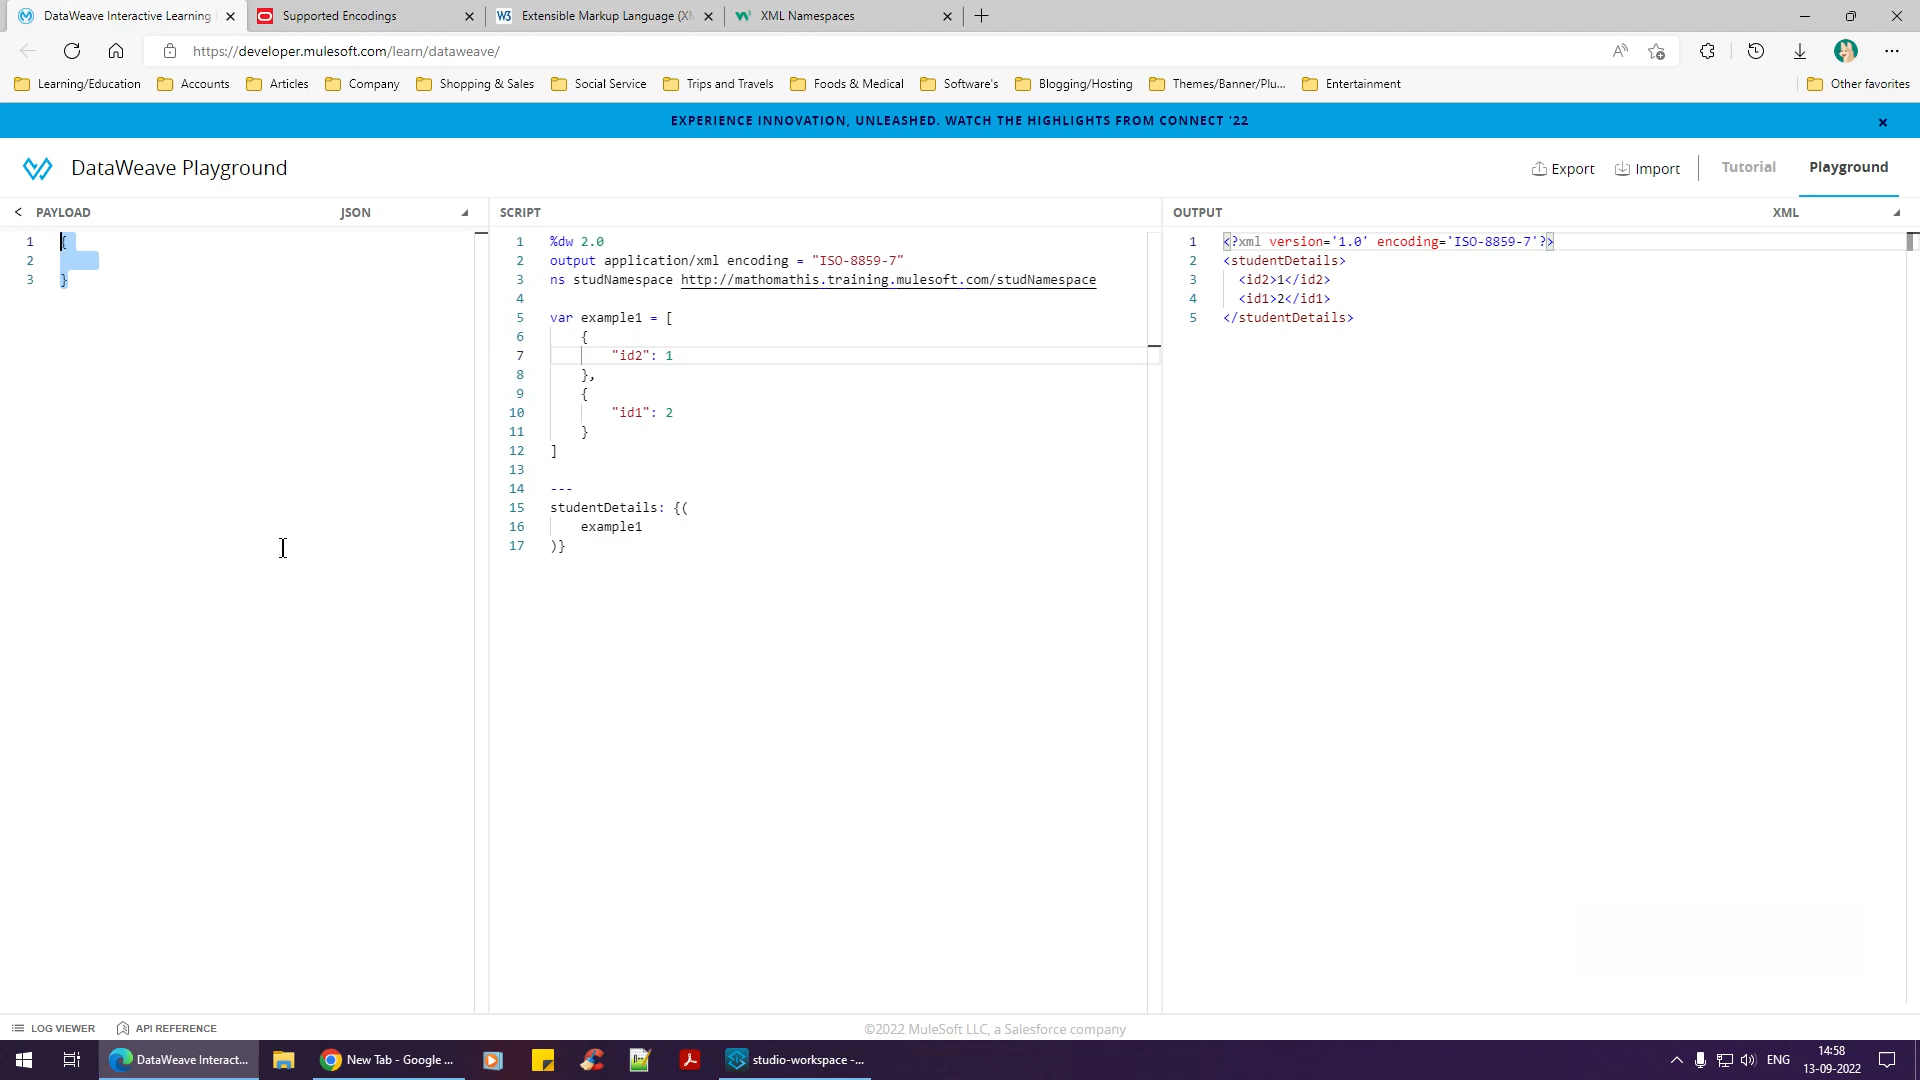 DataWeave Interactive Learning
Supported Encodings
Extensible Markup Language (XM
XML Namespaces
https://developer.mulesoft.com/learn/dataweave/
Learning/Education
Accounts
Articles
Company
Shopping & Sales
Social Service
Trips and Travels
Foods & Medical
Software's
Blogging/Hosting
Themes/Banner/Plu...
Entertainment
Other favorites
EXPERIENCE INNOVATION, UNLEASHED. WATCH THE HIGHLIGHTS FROM CONNECT '22
DataWeave Playground
Export
Import
Tutorial
Playground
PAYLOAD
JSON
1 {
2
3 }
SCRIPT
1 %dw 2.0
2 output application/xml encoding = "ISO-8859-7"
3 ns studNamespace http://mathomathis.training.mulesoft.com/studNamespace
4
5 var example1 = [
6 {
7 "id2": 1
8 },
9 {
10 "id1": 2
11 }
12 ]
13
14 ---
15 studentDetails: {(
16 example1
17 )}
OUTPUT
XML
1 <?xml version='1.0' encoding='ISO-8859-7'?>
2 <studentDetails>
3 <id2>1</id2>
4 <id1>2</id1>
5 </studentDetails>
LOG VIEWER
API REFERENCE
©2022 MuleSoft LLC, a Salesforce company
DataWeave Interact...
New Tab - Google ...
studio-workspace -...
ENG
14:58
13-09-2022